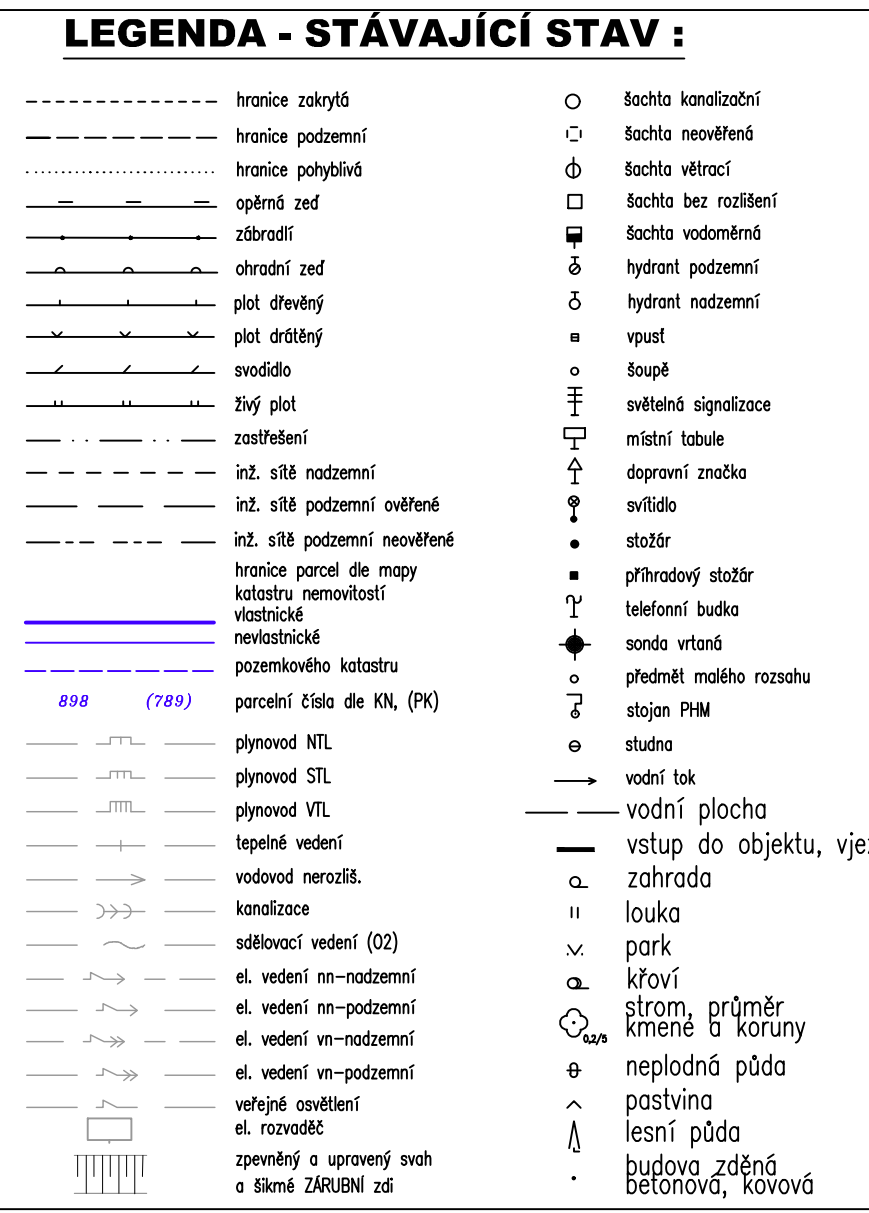 LEGENDA - STÁVAJÍCÍ STAV :
hranice zakrytá
hranice podzemní
hranice pohyblivá
opěrná zeď
zábradlí
ohradní zeď
plot dřevěný
plot drátěný
svodidlo
živý plot
zastřešení
inž. sítě nadzemní
inž. sítě podzemní ověřené
inž. sítě podzemní neověřené
hranice parcel dle mapy
katastru nemovitostí
vlastnické
nevlastnické
pozemkového katastru
898 (789) parcelní čísla dle KN, (PK)
plynovod NTL
plynovod STL
plynovod VTL
tepelné vedení
vodovod nerozliš.
kanalizace
sdělovací vedení (O2)
el. vedení nn-nadzemní
el. vedení nn-podzemní
el. vedení vn-nadzemní
el. vedení vn-podzemní
veřejné osvětlení
el. rozvaděč
zpevněný a upravený svah
a šikmé ZÁRUBNÍ zdi
šachta kanalizační
šachta neověřená
šachta větrací
šachta bez rozlišení
šachta vodoměrná
hydrant podzemní
hydrant nadzemní
vpusť
šoupě
světelná signalizace
místní tabule
dopravní značka
svítidlo
stožár
příhradový stožár
telefonní budka
sonda vrtaná
předmět malého rozsahu
stojan PHM
studna
vodní tok
vodní plocha
vstup do objektu,
zahrada
louka
park
křoví
strom, průměr
0,2/5 kmene a koruny
neplodná půda
pastvina
lesní půda
budova zděná
betonová, kovová